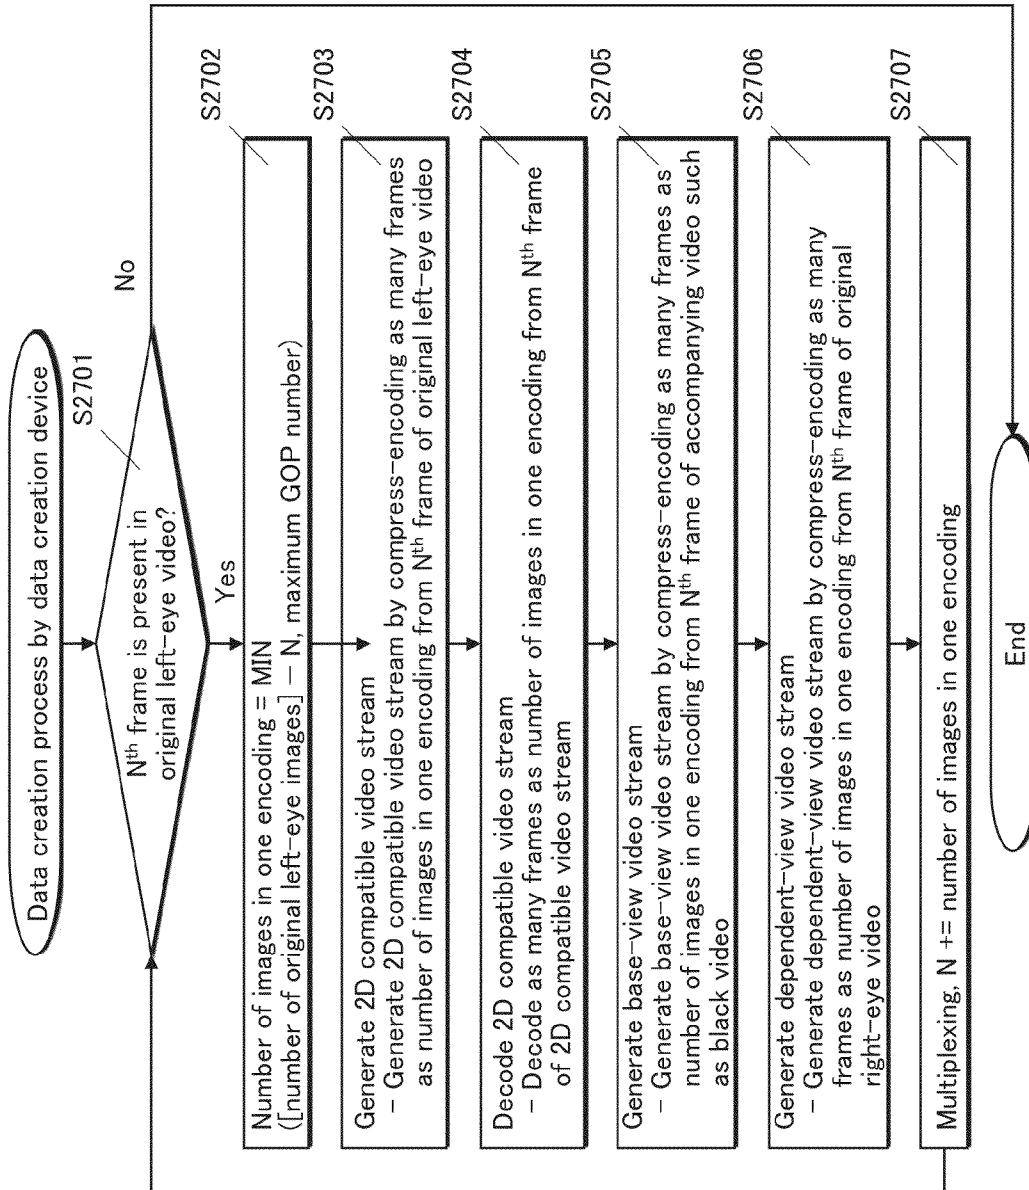 Data creation process by data creation device
S2701
Nth frame is present in
original left-eye video?
No
Yes
S2702
Number of images in one encoding = MIN
([number of original left-eye images] − N, maximum GOP number)
S2703
Generate 2D compatible video stream
− Generate 2D compatible video stream by compress-encoding as many frames
as number of images in one encoding from Nth frame of original left-eye video
S2704
Decode 2D compatible video stream
− Decode as many frames as number of images in one encoding from Nth frame
of 2D compatible video stream
S2705
Generate base-view video stream
− Generate base-view video stream by compress-encoding as many frames as
number of images in one encoding from Nth frame of accompanying video such
as black video
S2706
Generate dependent-view video stream
− Generate dependent-view video stream by compress-encoding as many
frames as number of images in one encoding from Nth frame of original
right-eye video
S2707
Multiplexing, N += number of images in one encoding
End